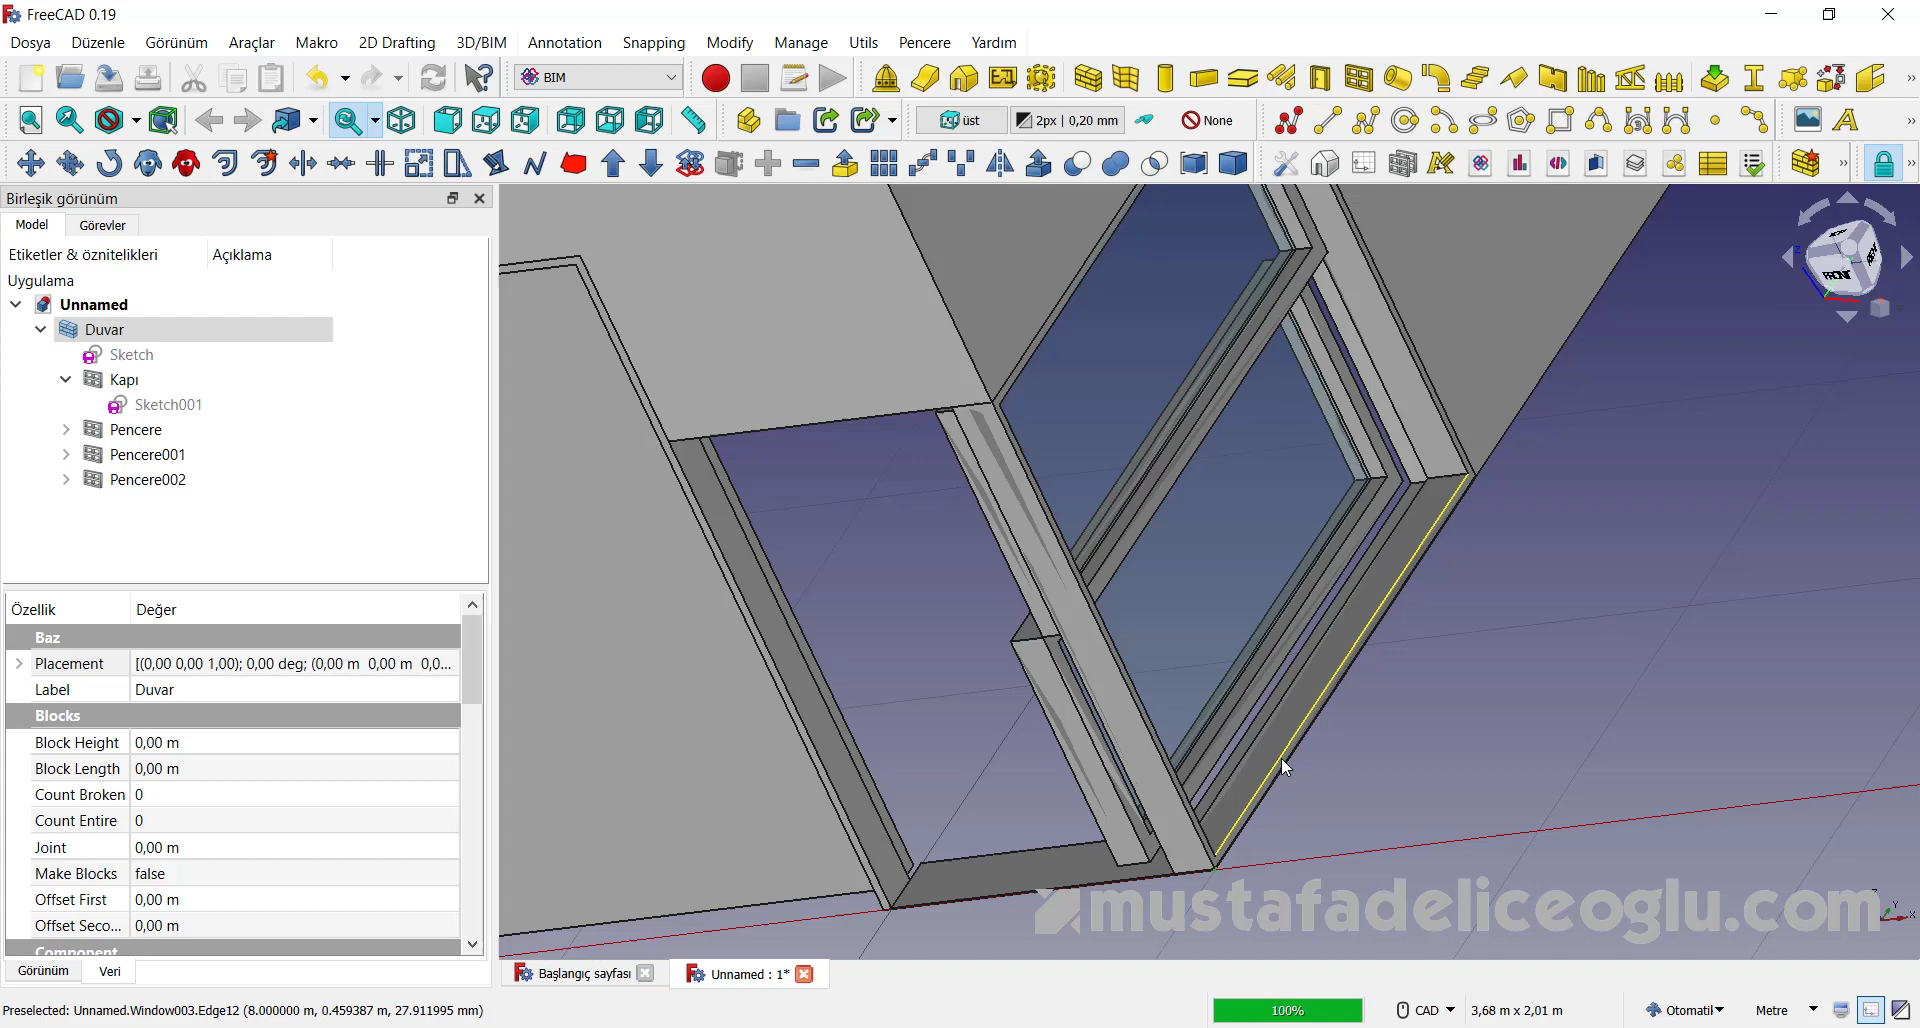 FreeCAD 0.19
Dosya Düzenle Görünüm Araçlar Makro 2D Drafting 3D/BIM Annotation Snapping Modify Manage Utils Pencere Yardım
BIM
üst 2px | 0,20 mm None
Birleşik görünüm
Model Görevler
Etiketler & öznitelikleri Açıklama
Uygulama
Unnamed
Duvar
Sketch
Kapı
Sketch001
Pencere
Pencere001
Pencere002
Özellik Değer
Baz
Placement [(0,00 0,00 1,00); 0,00 deg; (0,00 m 0,00 m 0,0...
Label Duvar
Blocks
Block Height 0,00 m
Block Length 0,00 m
Count Broken 0
Count Entire 0
Joint 0,00 m
Make Blocks false
Offset First 0,00 m
Offset Seco... 0,00 m
Component
Görünüm Veri
FRONT
mustafadeliceoglu.com
Başlangıç sayfası Unnamed : 1*
Preselected: Unnamed.Window003.Edge12 (8.000000 m, 0.459387 m, 27.911995 mm)
100% CAD 3,68 m x 2,01 m Otomatil Metre